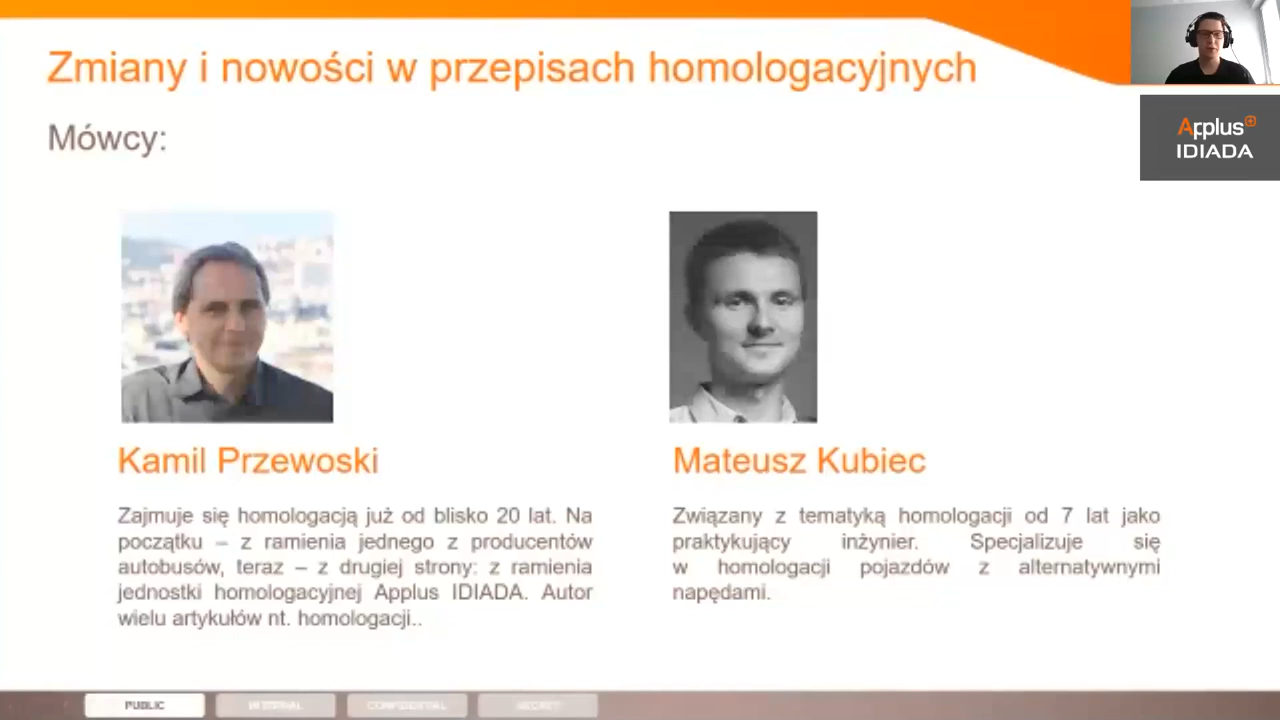 Zmiany i nowości w przepisach homologacyjnych
Mówcy:
Applus+
IDIADA
Kamil Przewoski
Zajmuje się homologacją już od blisko 20 lat. Na
początku – z ramienia jednego z producentów
autobusów, teraz – z drugiej strony: z ramienia
jednostki homologacyjnej Applus IDIADA. Autor
wielu artykułów nt. homologacji..
Mateusz Kubiec
Związany z tematyką homologacji od 7 lat jako
praktykujący inżynier. Specjalizuje się
w homologacji pojazdów z alternatywnymi
napędami.
PUBLIC
INTERNAL
CONFIDENTIAL
SECRET